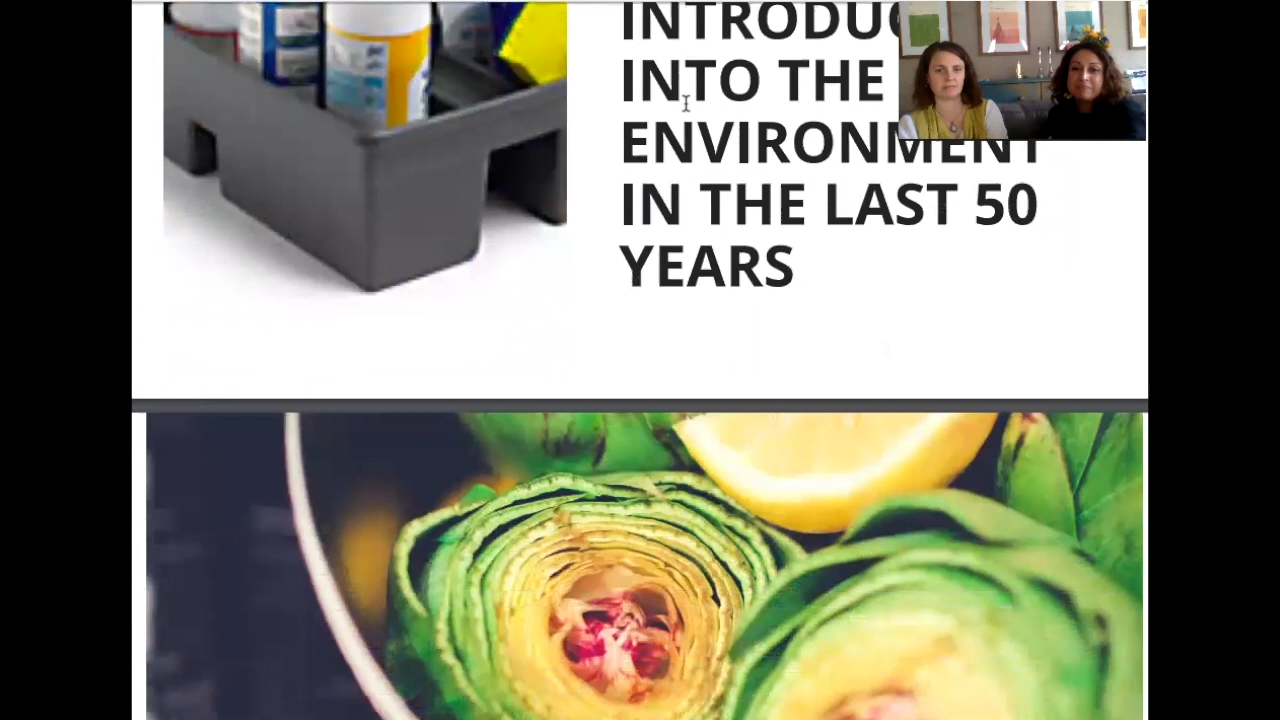 INTRODUC
INTO THE
ENVIRONMENT
IN THE LAST 50
YEARS